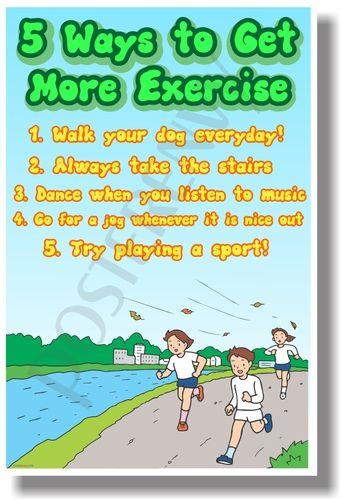 5 Ways to Get
More Exercise
1. Walk your dog everyday!
2. Always take the stairs
3. Dance when you listen to music
4. Go for a jog whenever it is nice out
5. Try playing a sport!
POSTERENVY